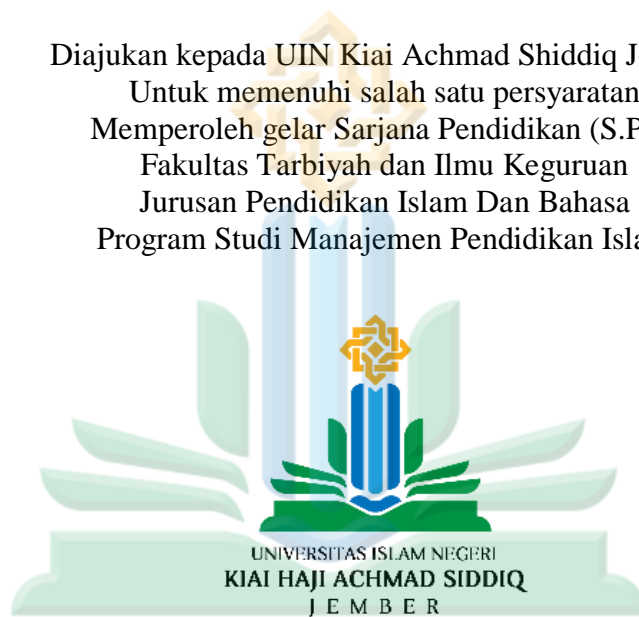 Diajukan kepada UIN Kiai Achmad Shiddiq J
Untuk memenuhi salah satu persyaratan
Memperoleh gelar Sarjana Pendidikan (S.P
Fakultas Tarbiyah dan Ilmu Keguruan
Jurusan Pendidikan Islam Dan Bahasa
Program Studi Manajemen Pendidikan Isla
UNIVERSITAS ISLAM NEGERI
KIAI HAJI ACHMAD SIDDIQ
JEMBER